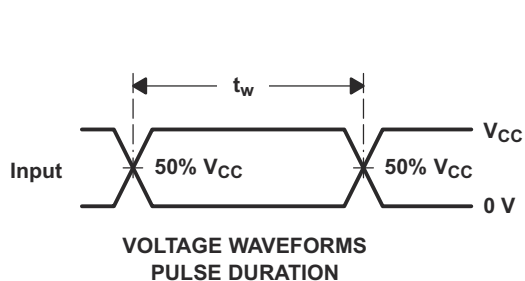 tw
VCC
Input
50% VCC
50% VCC
0 V
VOLTAGE WAVEFORMS
PULSE DURATION